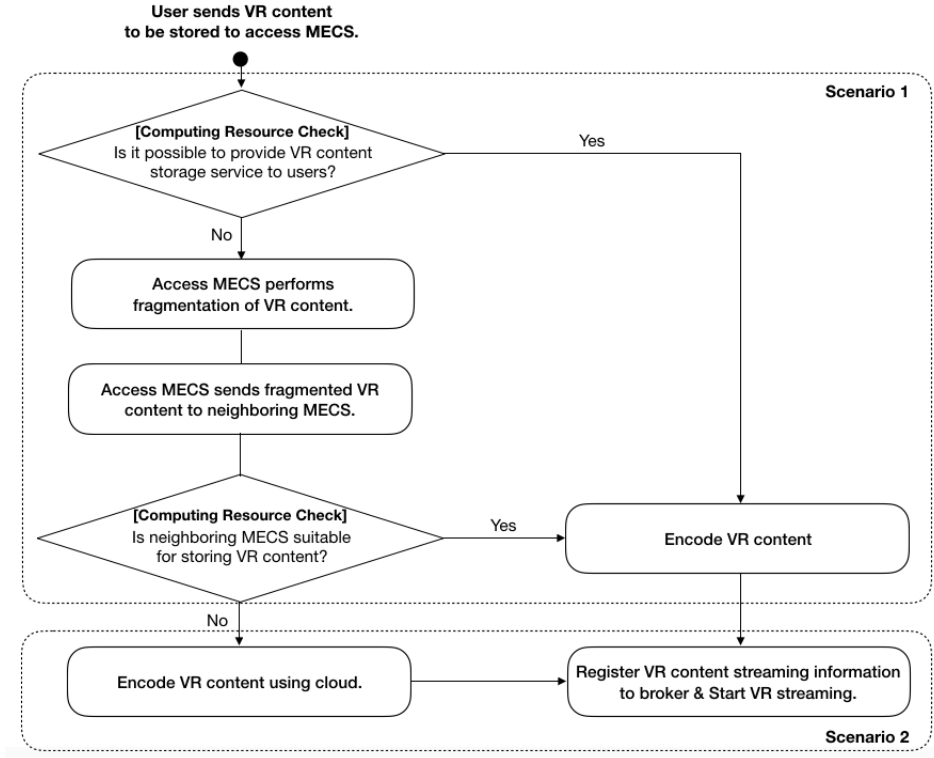 User sends VR content
to be stored to access MECS.
Scenario 1
[Computing Resource Check]
Is it possible to provide VR content
storage service to users?
Yes
No
Access MECS performs
fragmentation of VR content.
Access MECS sends fragmented VR
content to neighboring MECS.
[Computing Resource Check]
Is neighboring MECS suitable
for storing VR content?
Yes
Encode VR content
No
Encode VR content using cloud.
Register VR content streaming information
to broker & Start VR streaming.
Scenario 2